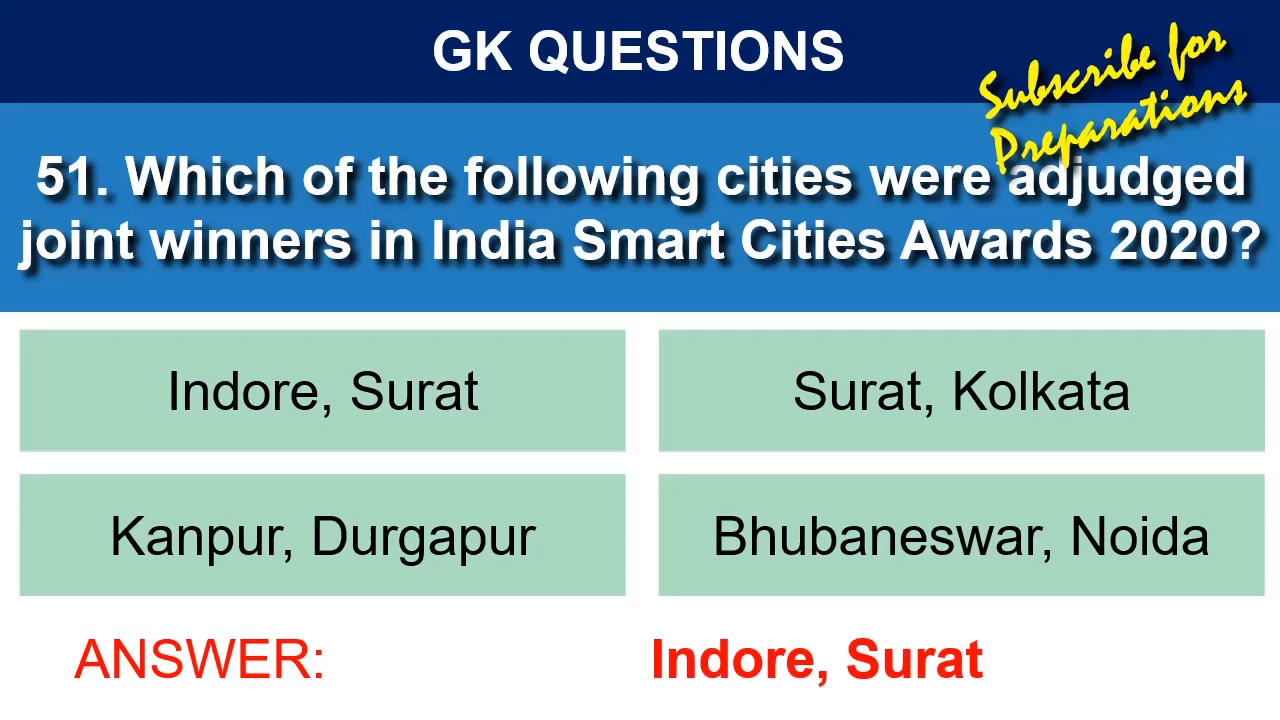 GK QUESTIONS
Subscribe for
Preparations
51. Which of the following cities were adjudged
joint winners in India Smart Cities Awards 2020?
Indore, Surat
Surat, Kolkata
Kanpur, Durgapur
Bhubaneswar, Noida
ANSWER:
Indore, Surat